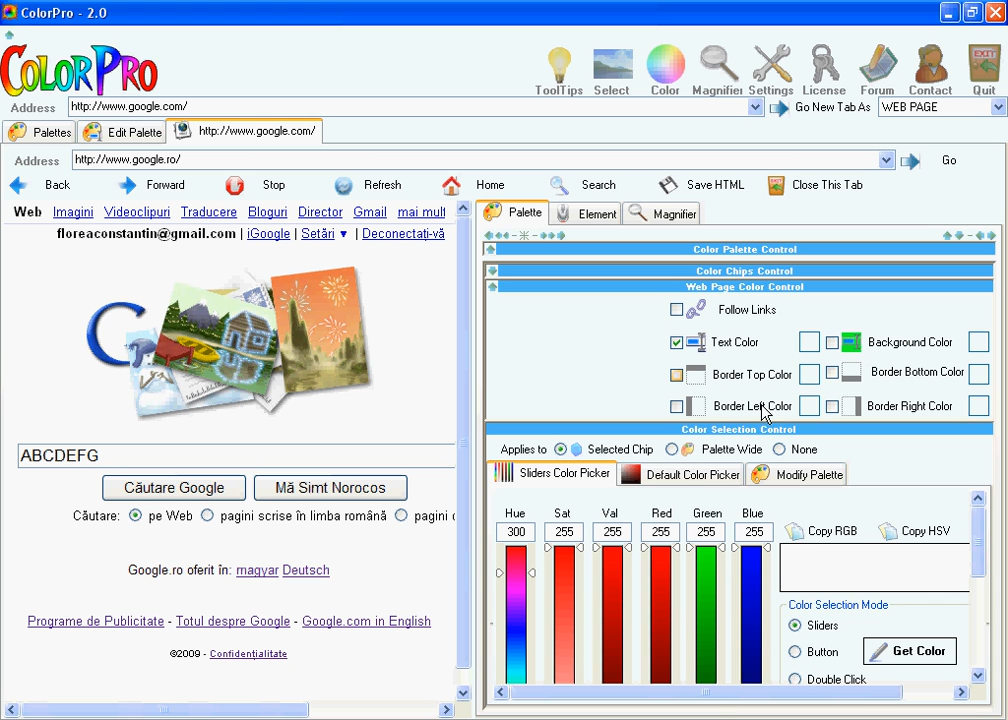 ColorPro - 2.0
COLORPRO
ToolTips Select Color Magnifier Settings License Forum Contact Quit
EXIT
Address http://www.google.com/ Go New Tab As WEB PAGE
Palettes Edit Palette http://www.google.com/
Address http://www.google.ro/ Go
Back Forward Stop Refresh Home Search Save HTML Close This Tab
Web Imagini Videoclipuri Traducere Bloguri Director Gmail mai mult
floreaconstantin@gmail.com | iGoogle | Setări ▼ | Deconectați-vă
ABCDEFG
Căutare Google Mă Simt Norocos
Căutare: pe Web pagini scrise în limba română pagini
Google.ro oferit în: magyar Deutsch
Programe de Publicitate - Totul despre Google - Google.com in English
©2009 - Confidențialitate
Palette Element Magnifier
Color Palette Control
Color Chips Control
Web Page Color Control
Follow Links
Text Color Background Color
Border Top Color Border Bottom Color
Border Left Color Border Right Color
Color Selection Control
Applies to Selected Chip Palette Wide None
Sliders Color Picker Default Color Picker Modify Palette
Hue Sat Val Red Green Blue
300 255 255 255 255 255
Copy RGB Copy HSV
Color Selection Mode
Sliders
Button Get Color
Double Click